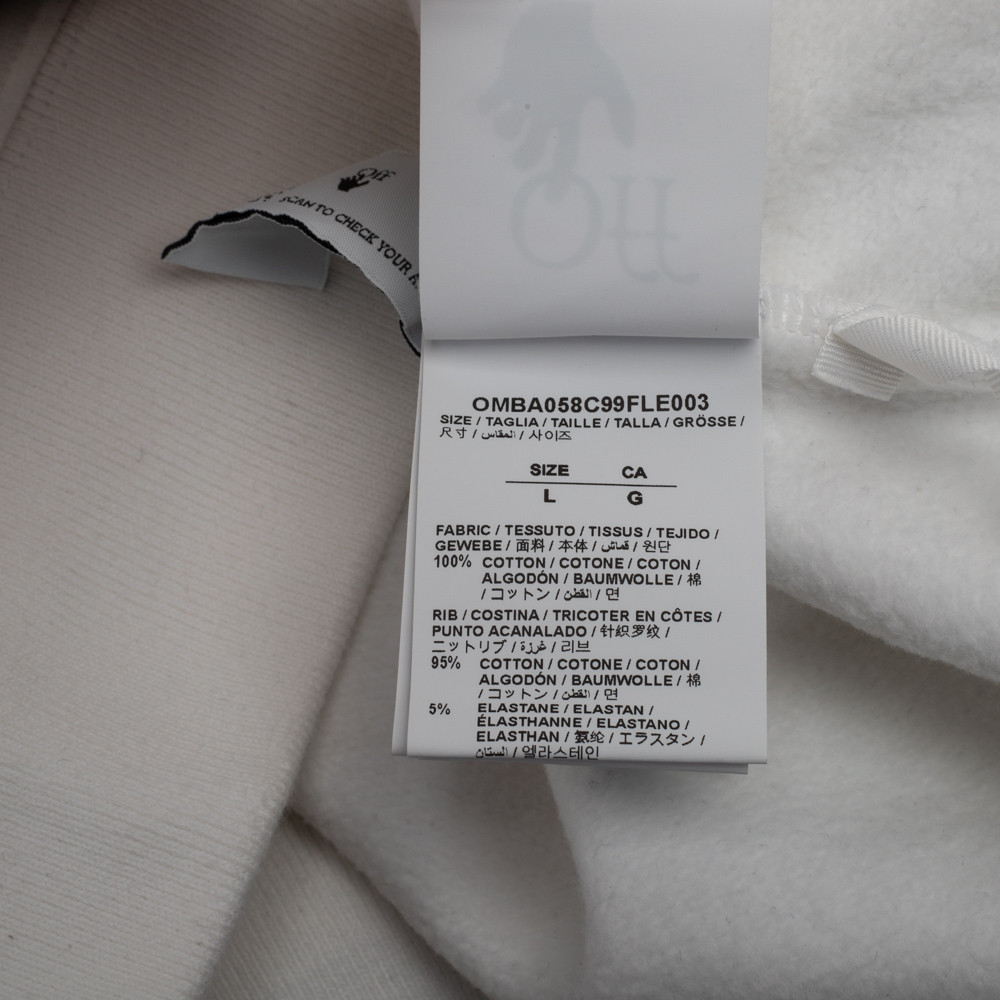 Off
SCAN TO CHECK YOUR
Off
OMBA058C99FLE003
SIZE / TAGLIA / TAILLE / TALLA / GRÖSSE /
尺寸 / المقاس / 사이즈
SIZE CA
L G
FABRIC / TESSUTO / TISSUS / TEJIDO /
GEWEBE / 面料 / 本体 / قماش / 원단
100% COTTON / COTONE / COTON /
ALGODÓN / BAUMWOLLE / 棉
/ コットン / القطن / 면
RIB / COSTINA / TRICOTER EN CÔTES /
PUNTO ACANALADO / 针织罗纹 /
ニットリブ / غرزة / 리브
95% COTTON / COTONE / COTON /
ALGODÓN / BAUMWOLLE / 棉
/ コットン / القطن / 면
5% ELASTANE / ELASTAN /
ÉLASTHANNE / ELASTANO /
ELASTHAN / 氨纶 / エラスタン /
الستان / 엘라스테인